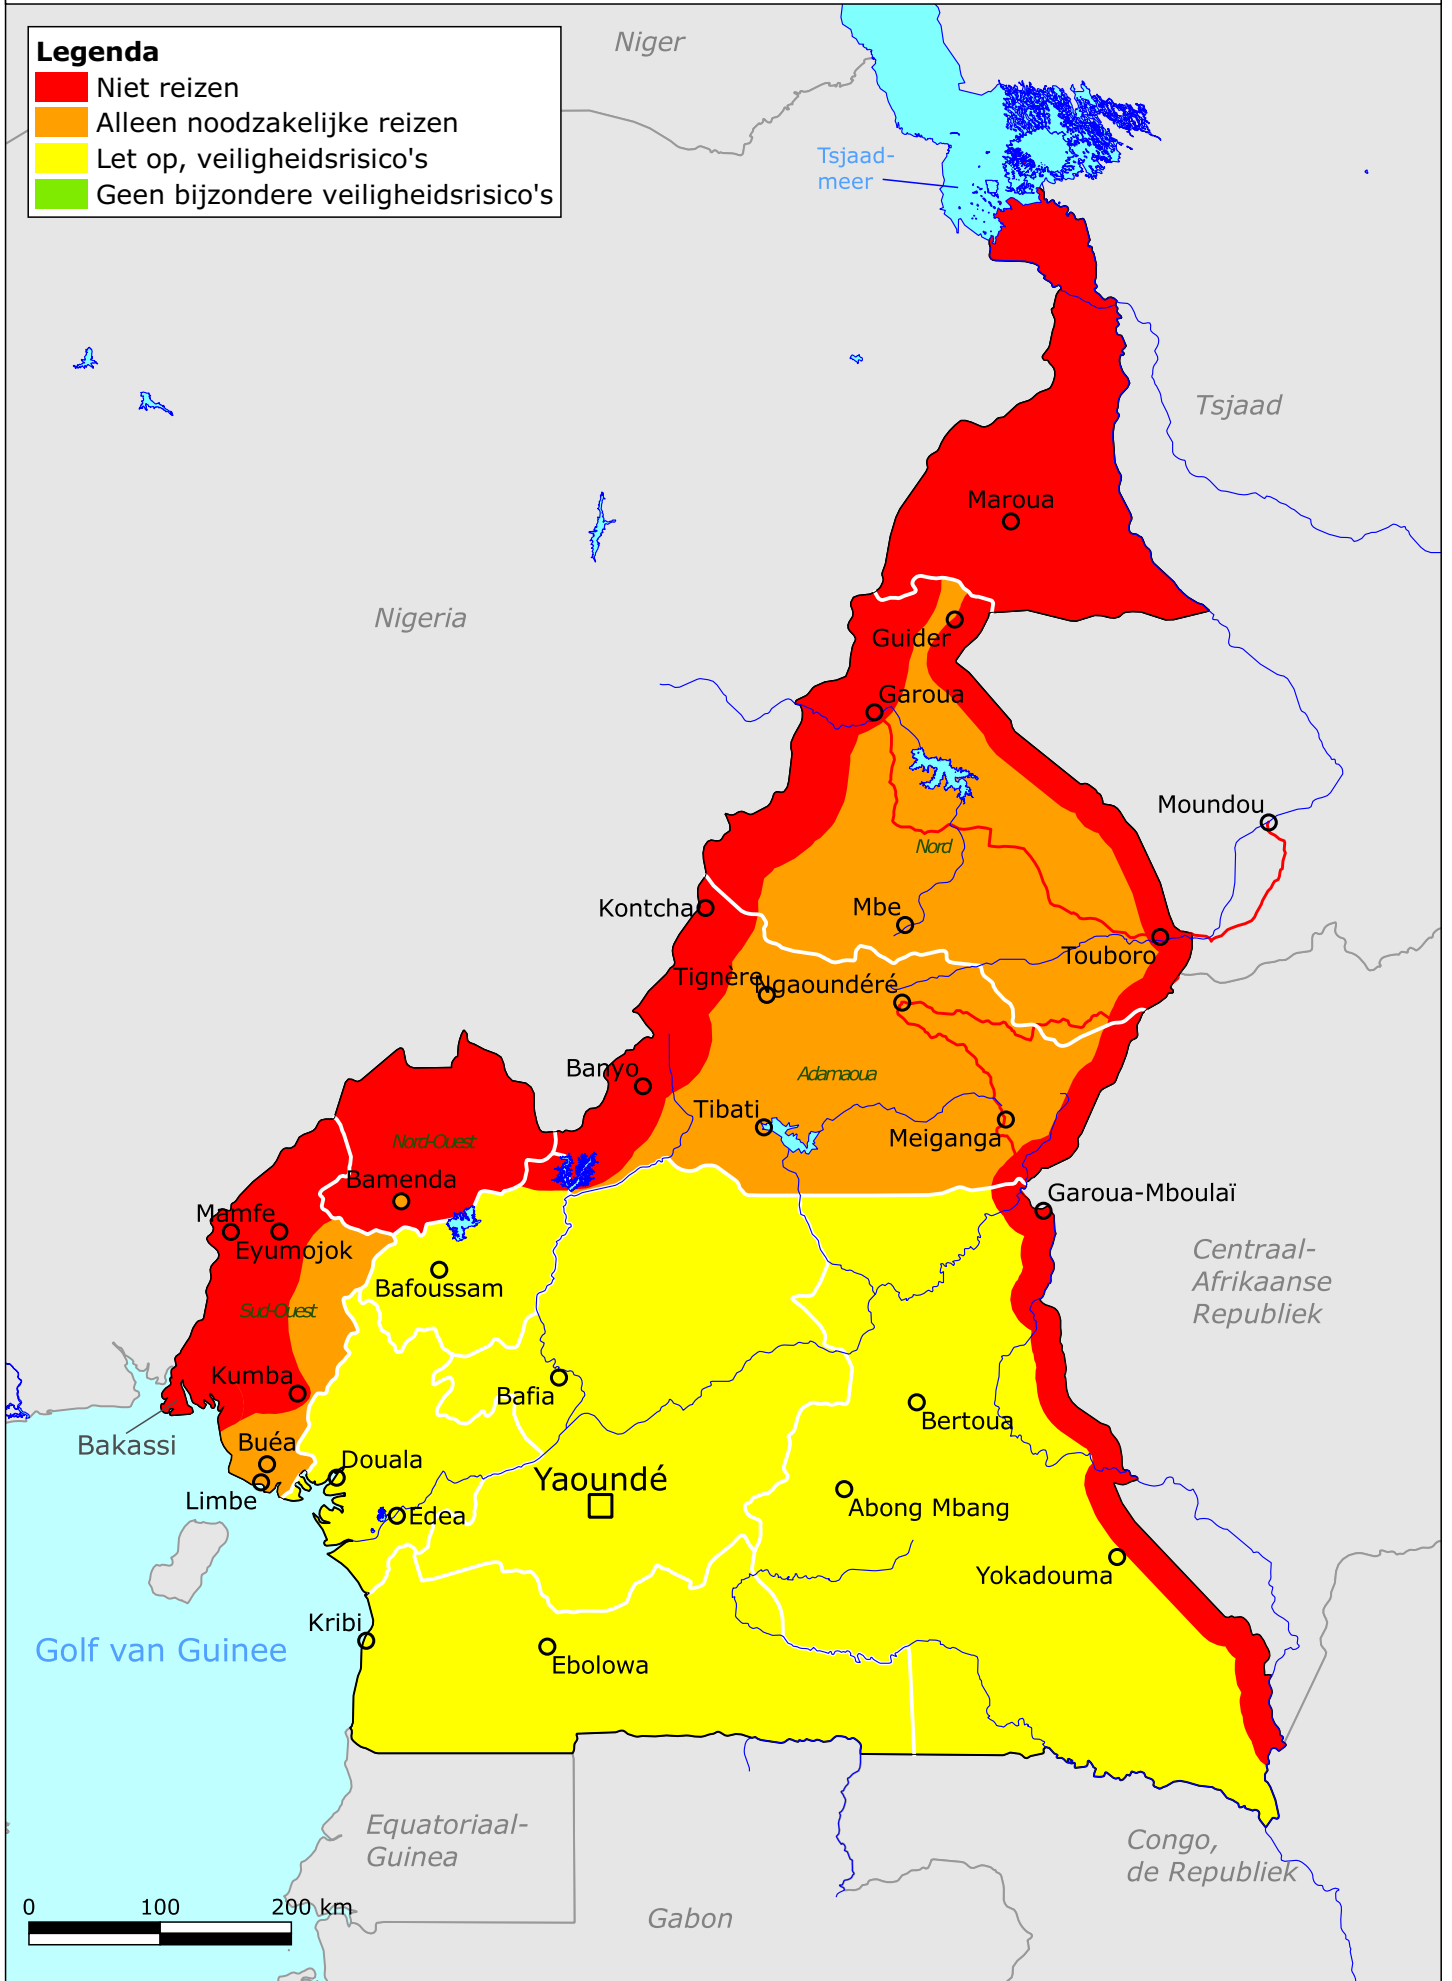 Legenda
Niet reizen
Alleen noodzakelijke reizen
Let op, veiligheidsrisico's
Geen bijzondere veiligheidsrisico's
Niger
Tsjaad-
meer
Tsjaad
Maroua
Nigeria
Guider
Garoua
Moundou
Nord
Kontcha
Mbe
Touboro
Tignère
Ngaoundéré
Banyo
Adamaoua
Tibati
Meiganga
Nord-Ouest
Bamenda
Garoua-Mboulaï
Mamfe
Eyumojok
Centraal-
Afrikaanse
Republiek
Bafoussam
Sud-Ouest
Kumba
Bafia
Bertoua
Bakassi
Buéa
Douala
Yaoundé
Limbe
Edea
Abong Mbang
Yokadouma
Kribi
Golf van Guinee
Ebolowa
Equatoriaal-
Guinea
Congo,
de Republiek
Gabon
0 100 200 km